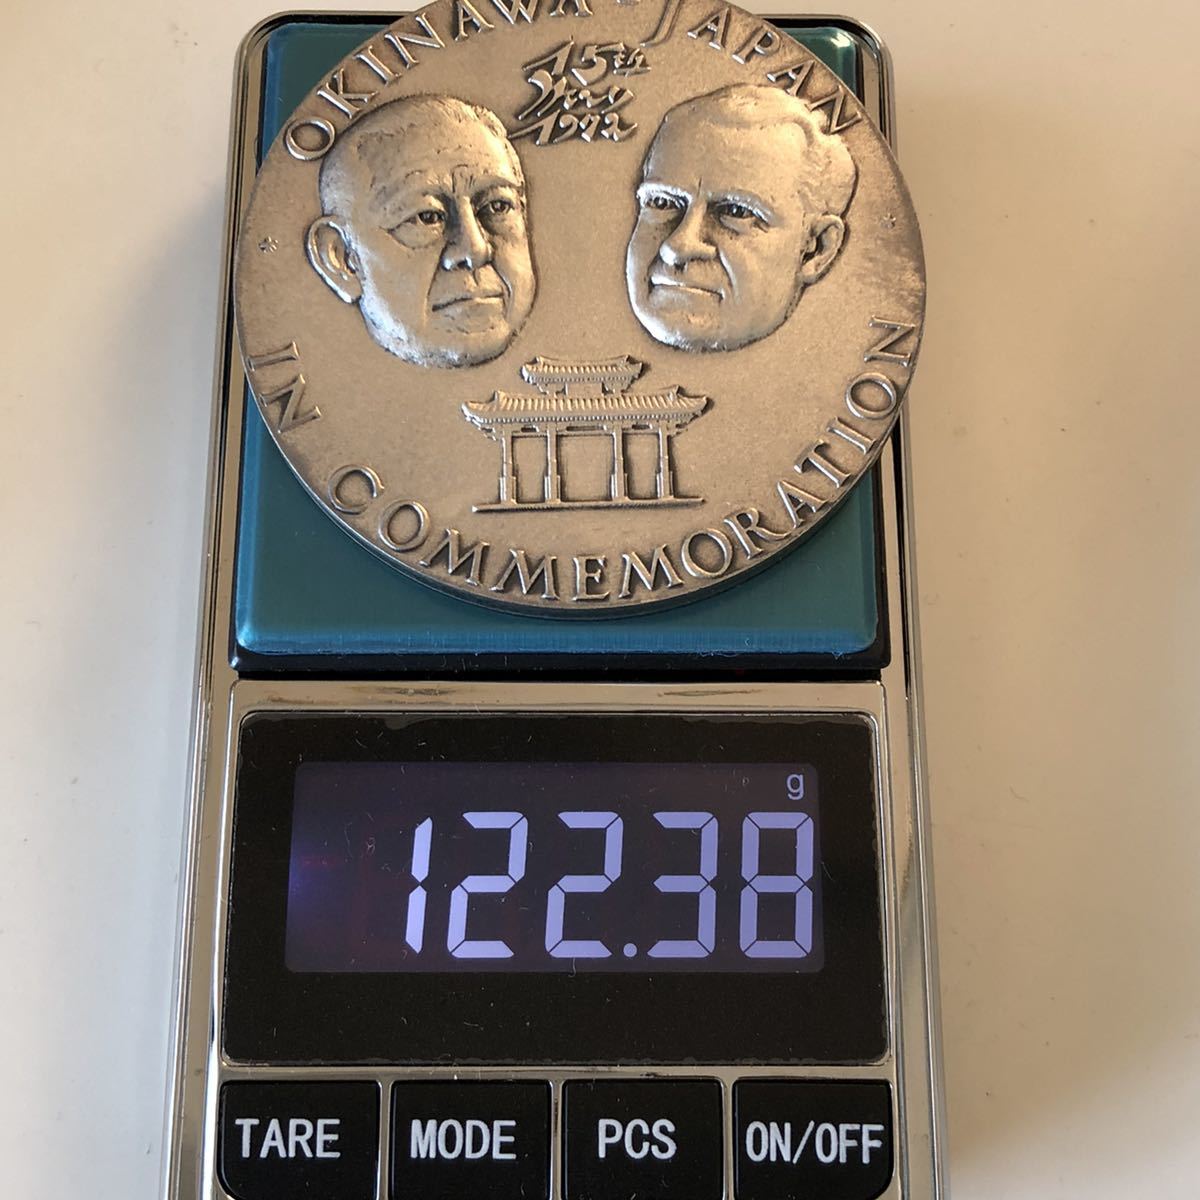 OKINAWA · JAPAN
15th
May
1972
* *
IN COMMEMORATION
g
122.38
TARE MODE PCS ON/OFF